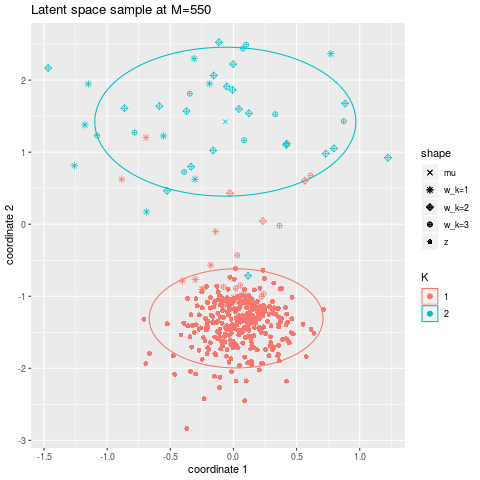 Latent space sample at M=550
coordinate 2
2
1
0
-1
-2
-3
-1.5 -1.0 -0.5 0.0 0.5 1.0
coordinate 1
shape
mu
w_k=1
w_k=2
w_k=3
z
K
1
2